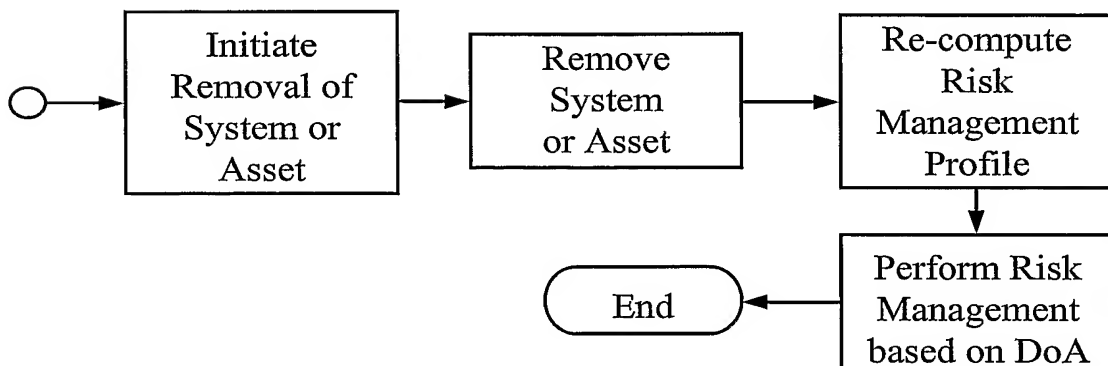 Initiate
Removal of
System or
Asset
Remove
System
or Asset
Re-compute
Risk
Management
Profile
Perform Risk
Management
based on DoA
End